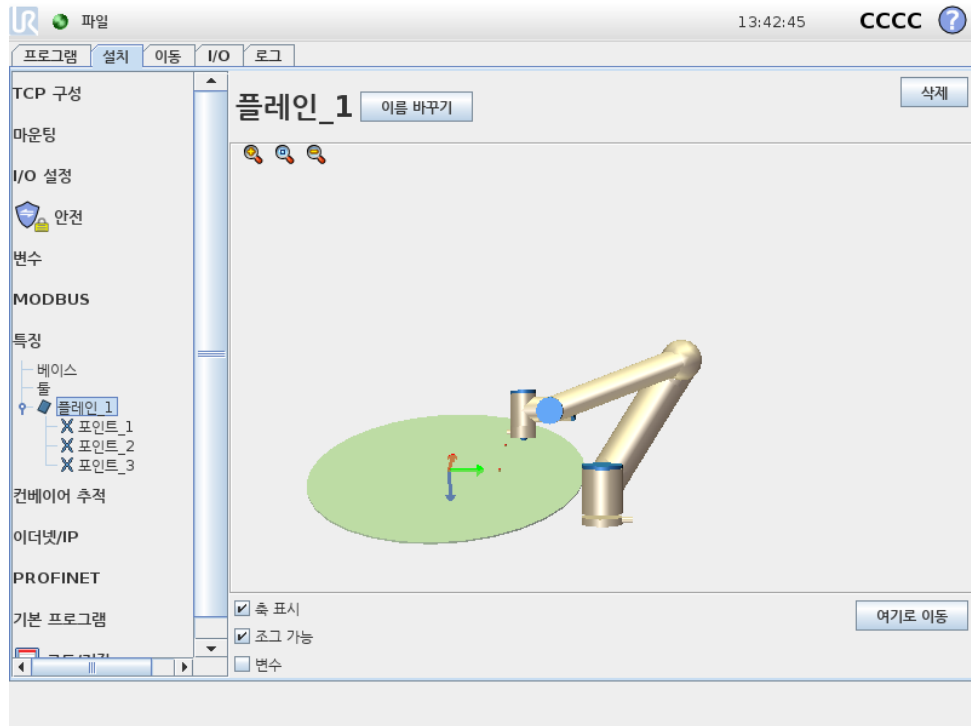 UR 파일 13:42:45 CCCC ?
프로그램 설치 이동 I/O 로그
TCP 구성
마운팅
I/O 설정
안전
변수
MODBUS
특징
베이스
툴
플레인_1
포인트_1
포인트_2
포인트_3
컨베이어 추적
이더넷/IP
PROFINET
기본 프로그램
플레인_1 이름 바꾸기 삭제
축 표시
조그 가능
변수
여기로 이동